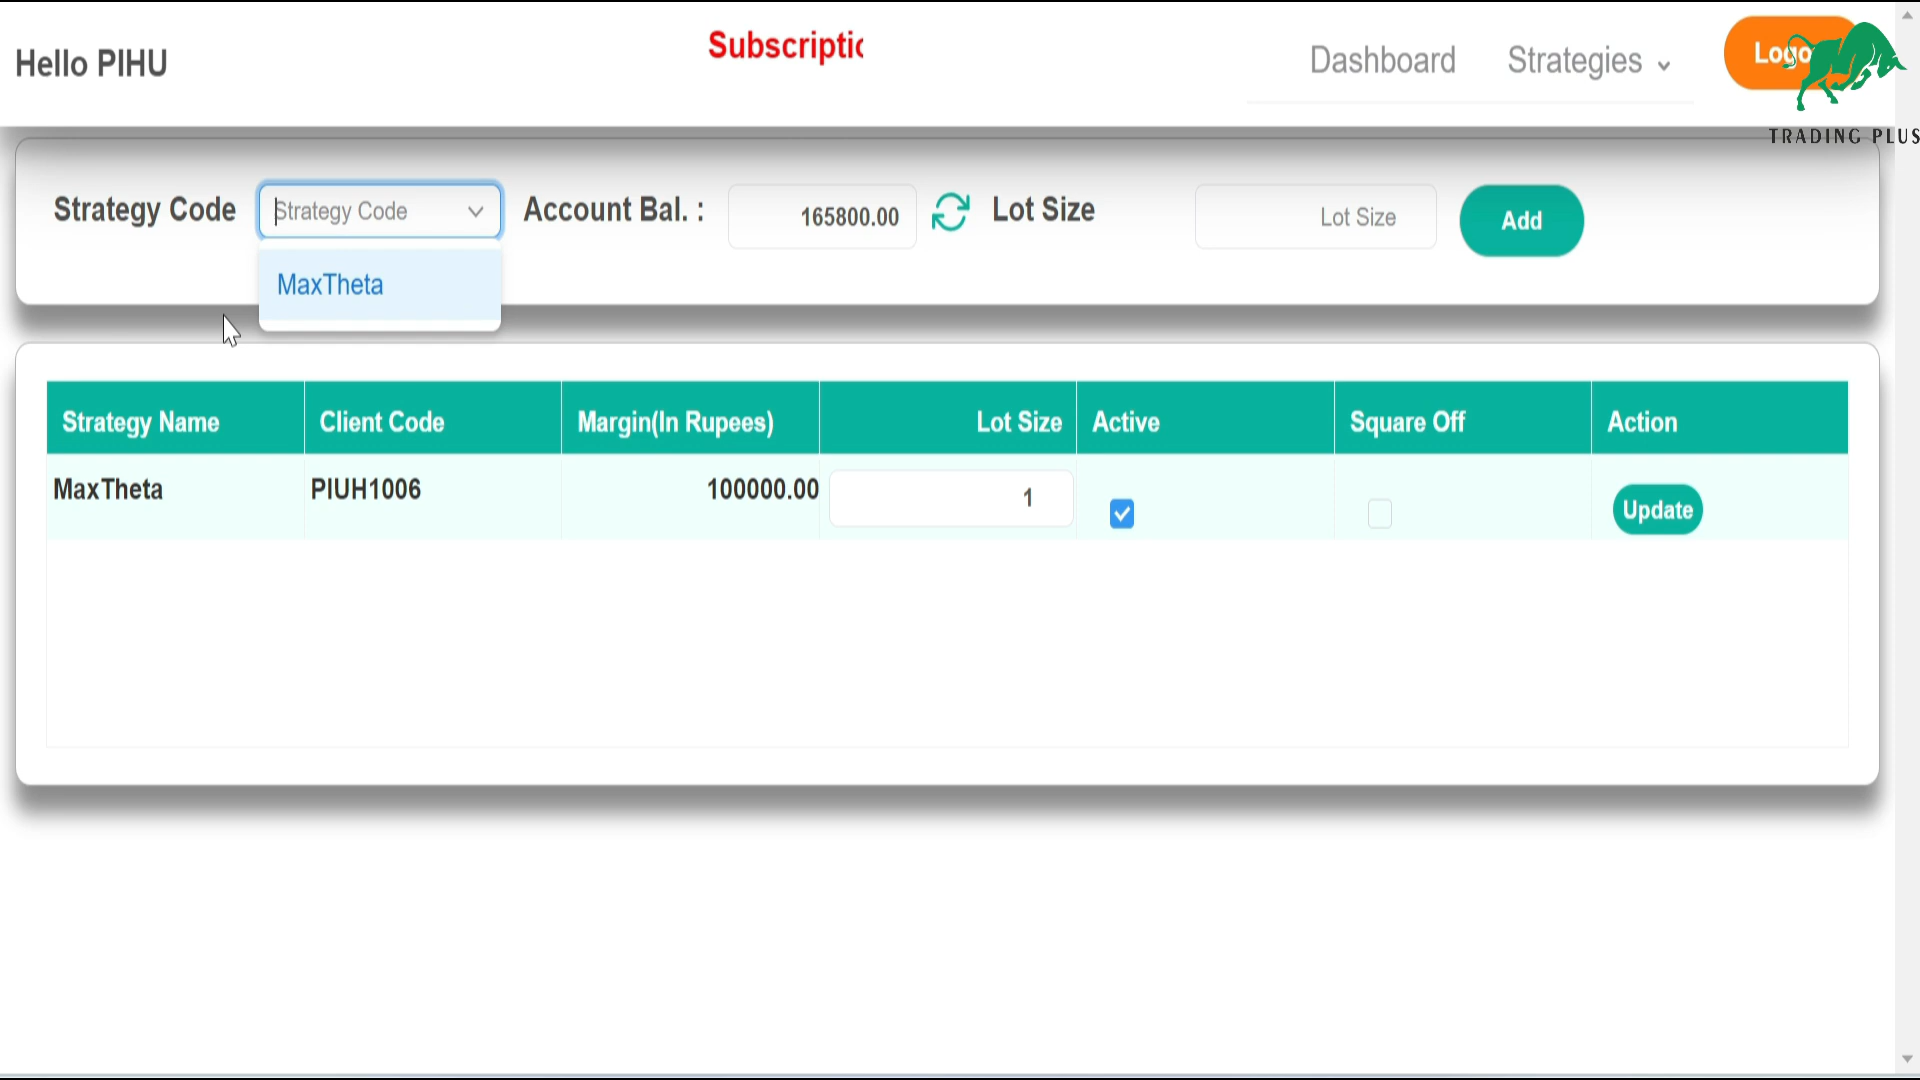 Hello PIHU
Dashboard
Strategies
TRADING PLUS
Strategy Code
Strategy Code
Account Bal. :
165800.00
Lot Size
Lot Size
Add
MaxTheta
Strategy Name Client Code Margin(In Rupees) Lot Size Active Square Off Action
MaxTheta PIUH1006 100000.00 1 Update